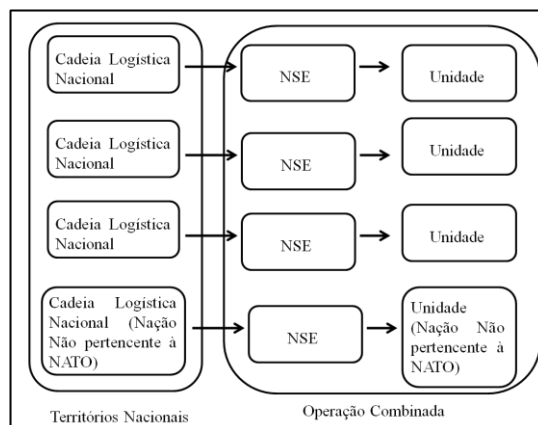 Cadeia Logística
Nacional
NSE
Unidade
Cadeia Logística
Nacional
NSE
Unidade
Cadeia Logística
Nacional
NSE
Unidade
Cadeia Logística
Nacional (Nação
Não pertencente à
NATO)
NSE
Unidade
(Nação Não
pertencente à
NATO)
Territórios Nacionais
Operação Combinada